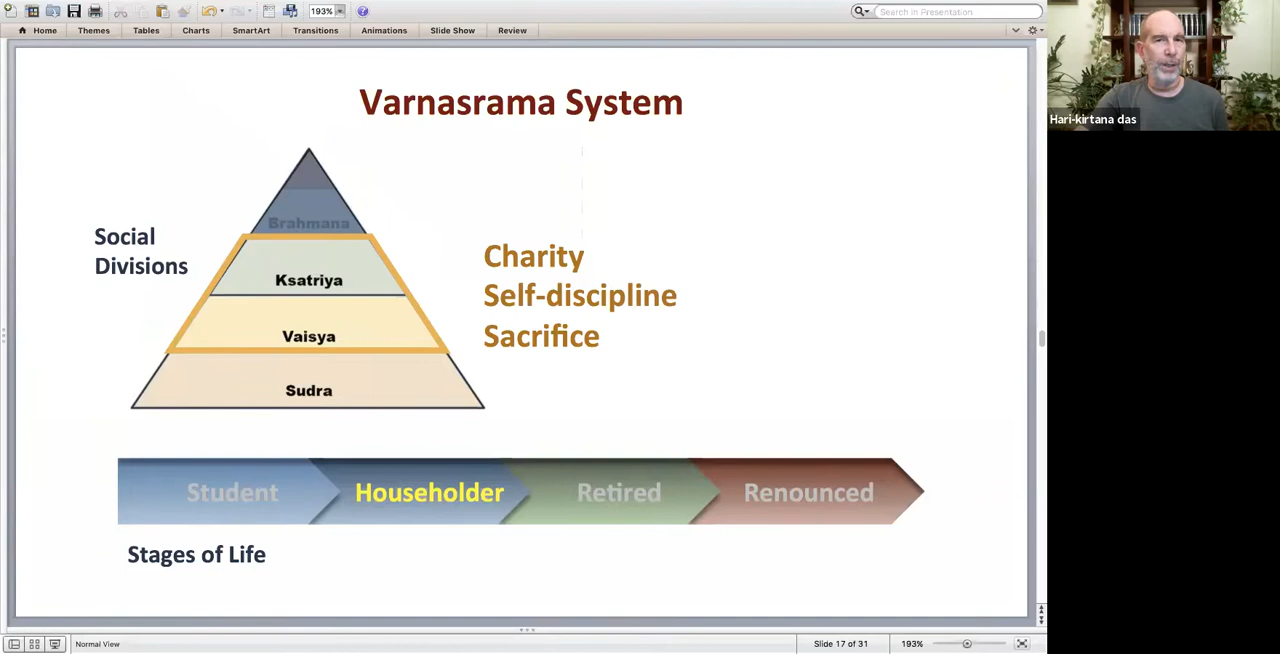 193%
Search in Presentation
Home Themes Tables Charts SmartArt Transitions Animations Slide Show Review
Varnasrama System
Social
Divisions
Brahmana
Ksatriya
Vaisya
Sudra
Charity
Self-discipline
Sacrifice
Student Householder Retired Renounced
Stages of Life
Normal View Slide 17 of 31 193%
Hari-kirtana das